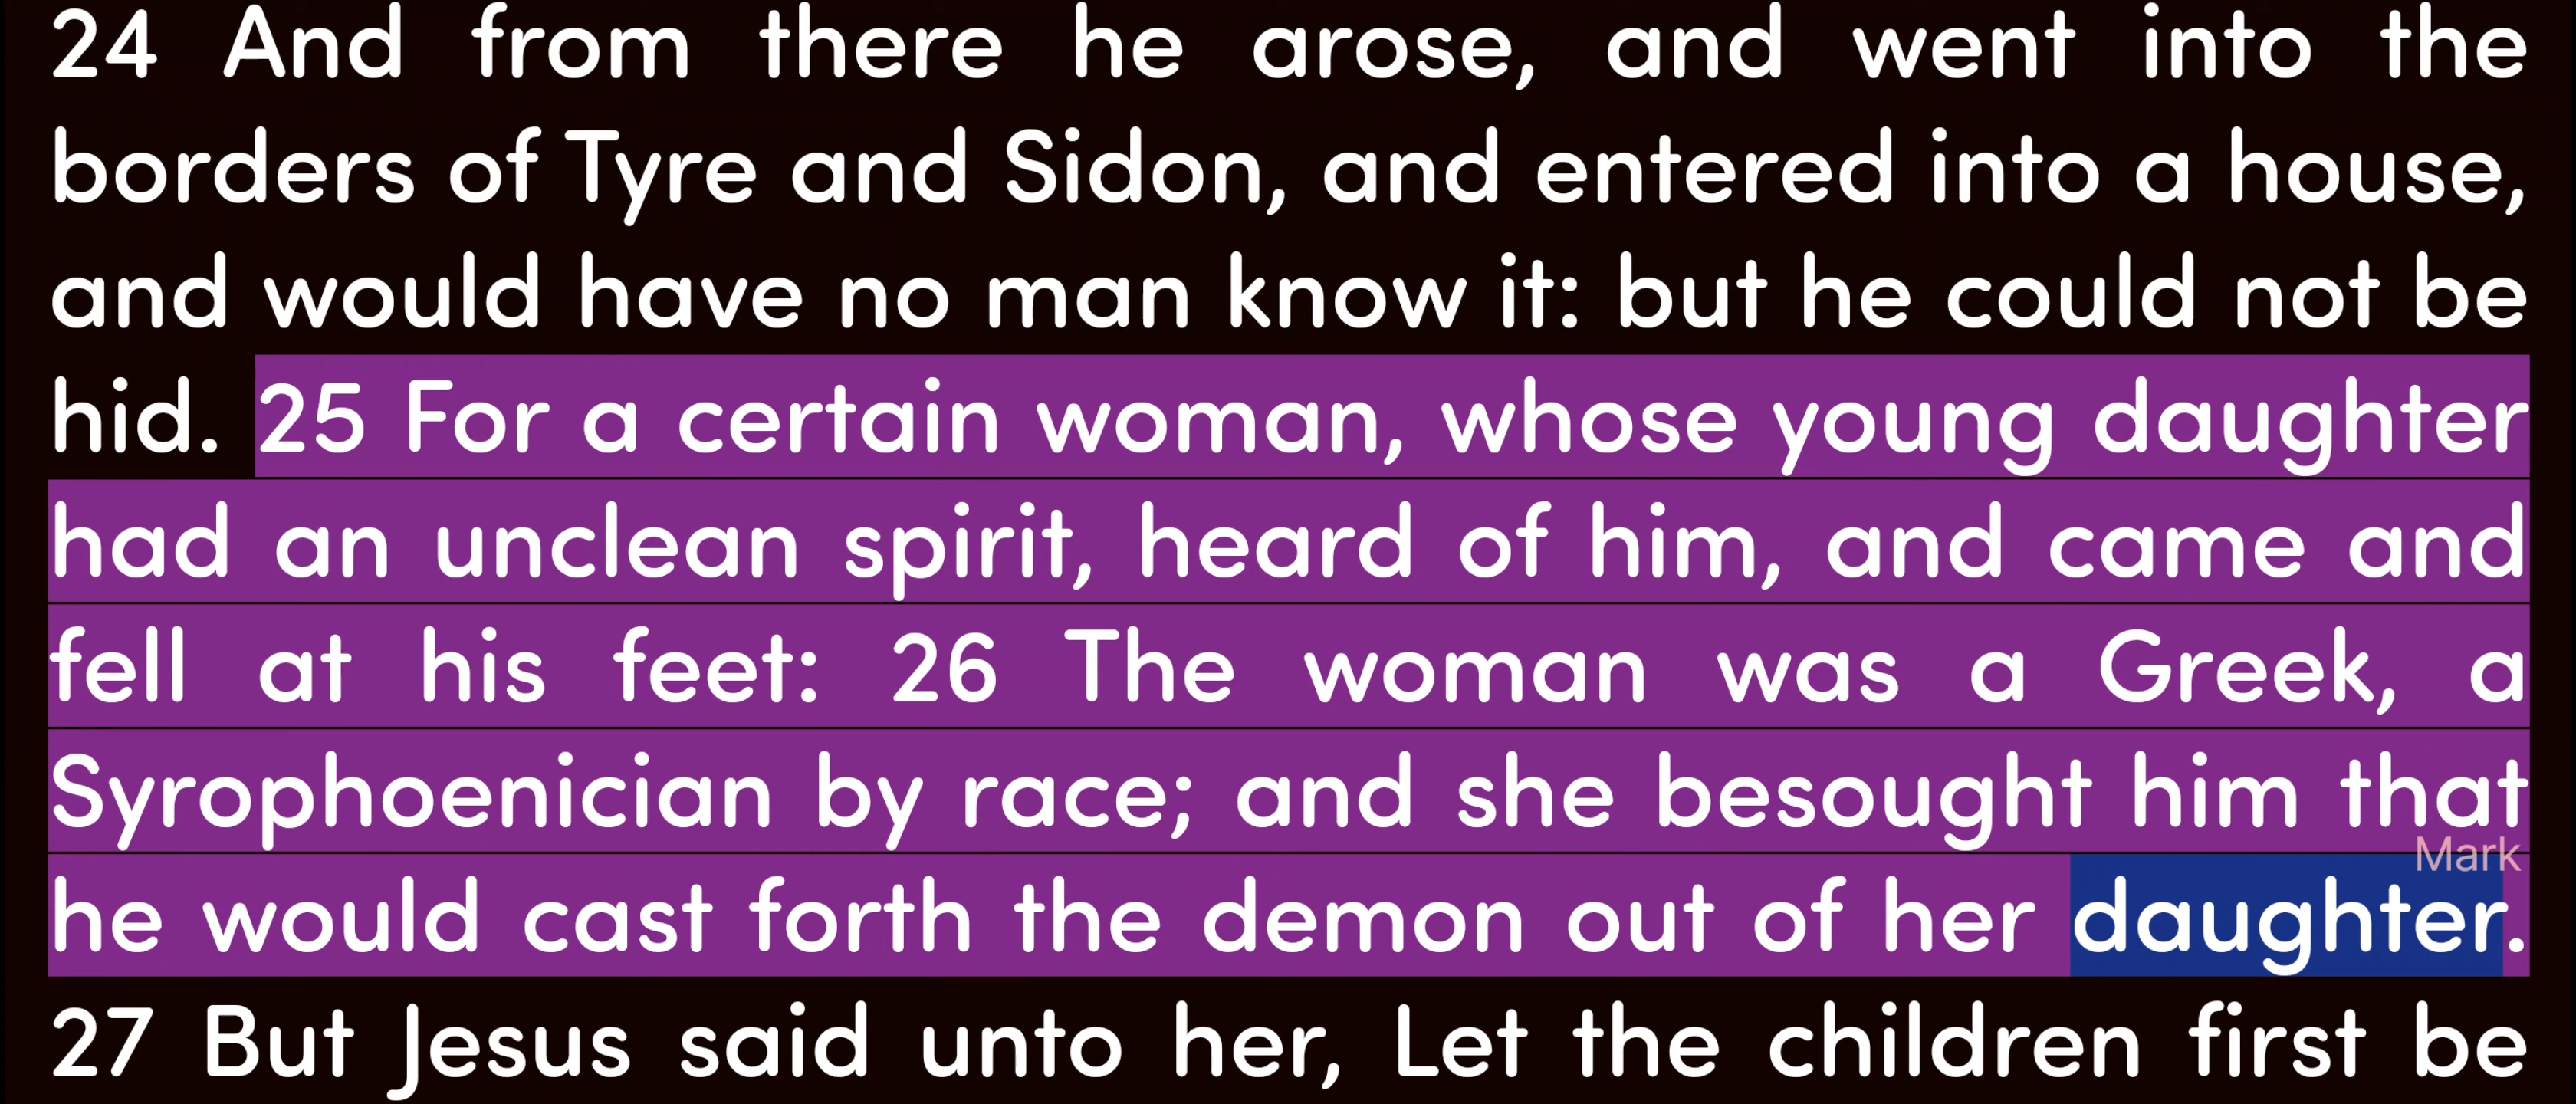 24 And from there he arose, and went into the
borders of Tyre and Sidon, and entered into a house,
and would have no man know it: but he could not be
hid. 25 For a certain woman, whose young daughter
had an unclean spirit, heard of him, and came and
fell at his feet: 26 The woman was a Greek, a
Syrophoenician by race; and she besought him that
Mark
he would cast forth the demon out of her daughter.
27 But Jesus said unto her, Let the children first be